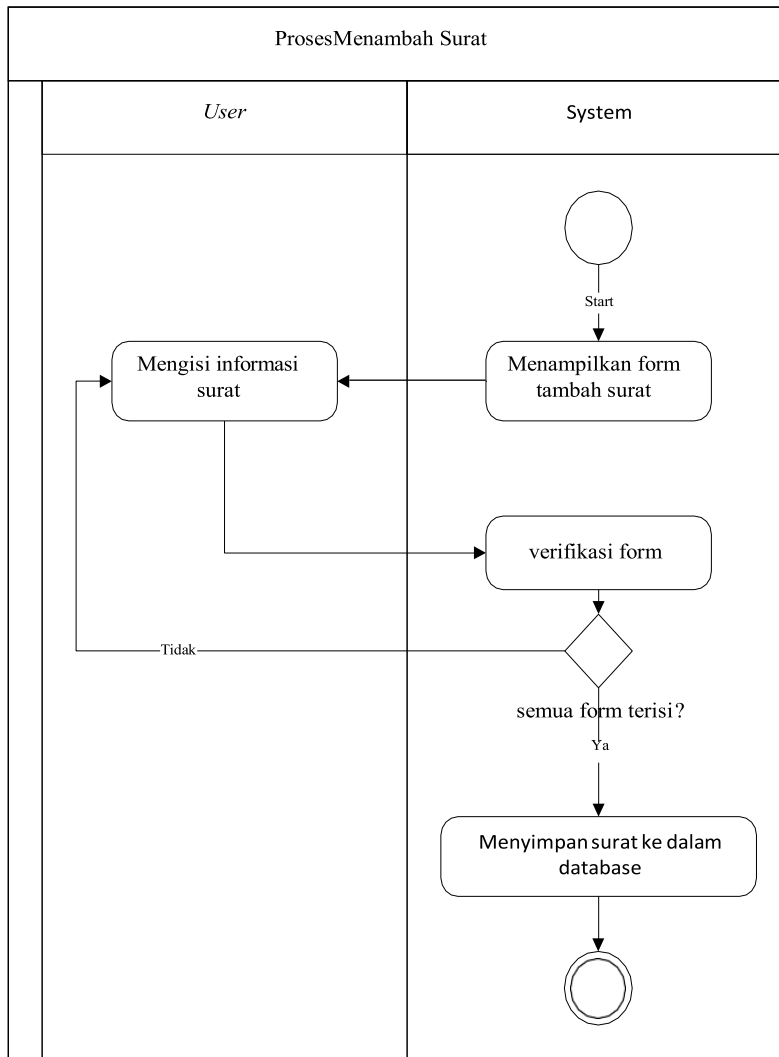 ProsesMenambah Surat
User
System
Start
Mengisi informasi
surat
Menampilkan form
tambah surat
verifikasi form
Tidak
semua form terisi?
Ya
Menyimpan surat ke dalam
database